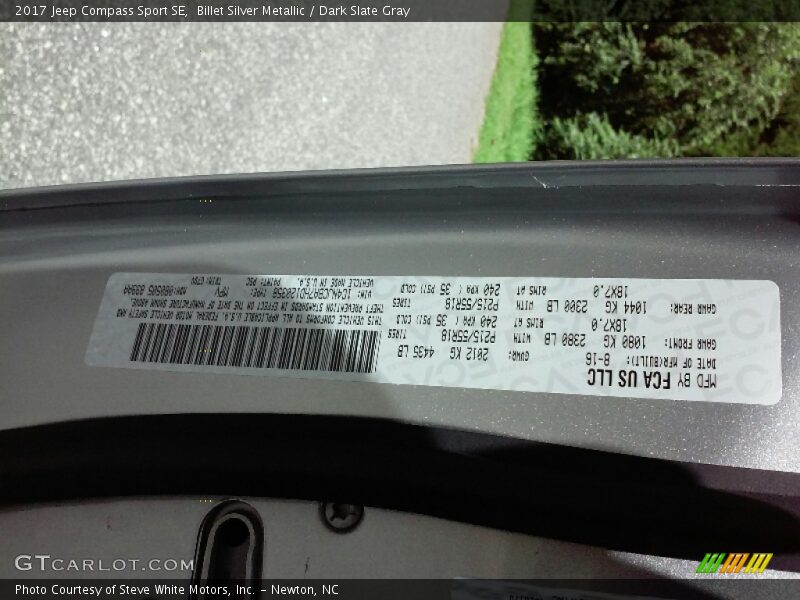 2017 Jeep Compass Sport SE, Billet Silver Metallic / Dark Slate Gray
MFD BY FCA US LLC
DATE OF MFR(BUILT): 8-16 GVWR: 2012 KG 4435 LB
GAWR FRONT: 1080 KG 2380 LB WITH P215/55R18 TIRES
18X7.0 RIMS AT 240 KPA ( 35 PSI) COLD
GAWR REAR: 1044 KG 2300 LB WITH P215/55R18 TIRES
18X7.0 RIMS AT 240 KPA ( 35 PSI) COLD
THIS VEHICLE CONFORMS TO ALL APPLICABLE U.S.A. FEDERAL MOTOR VEHICLE SAFETY AND
THEFT PREVENTION STANDARDS IN EFFECT ON THE DATE OF MANUFACTURE SHOWN ABOVE.
VIN: TYPE: MPV MDH:
VEHICLE MADE IN U.S.A. PAINT: PSC TRIM:
GTCARLOT.COM
Photo Courtesy of Steve White Motors, Inc. – Newton, NC